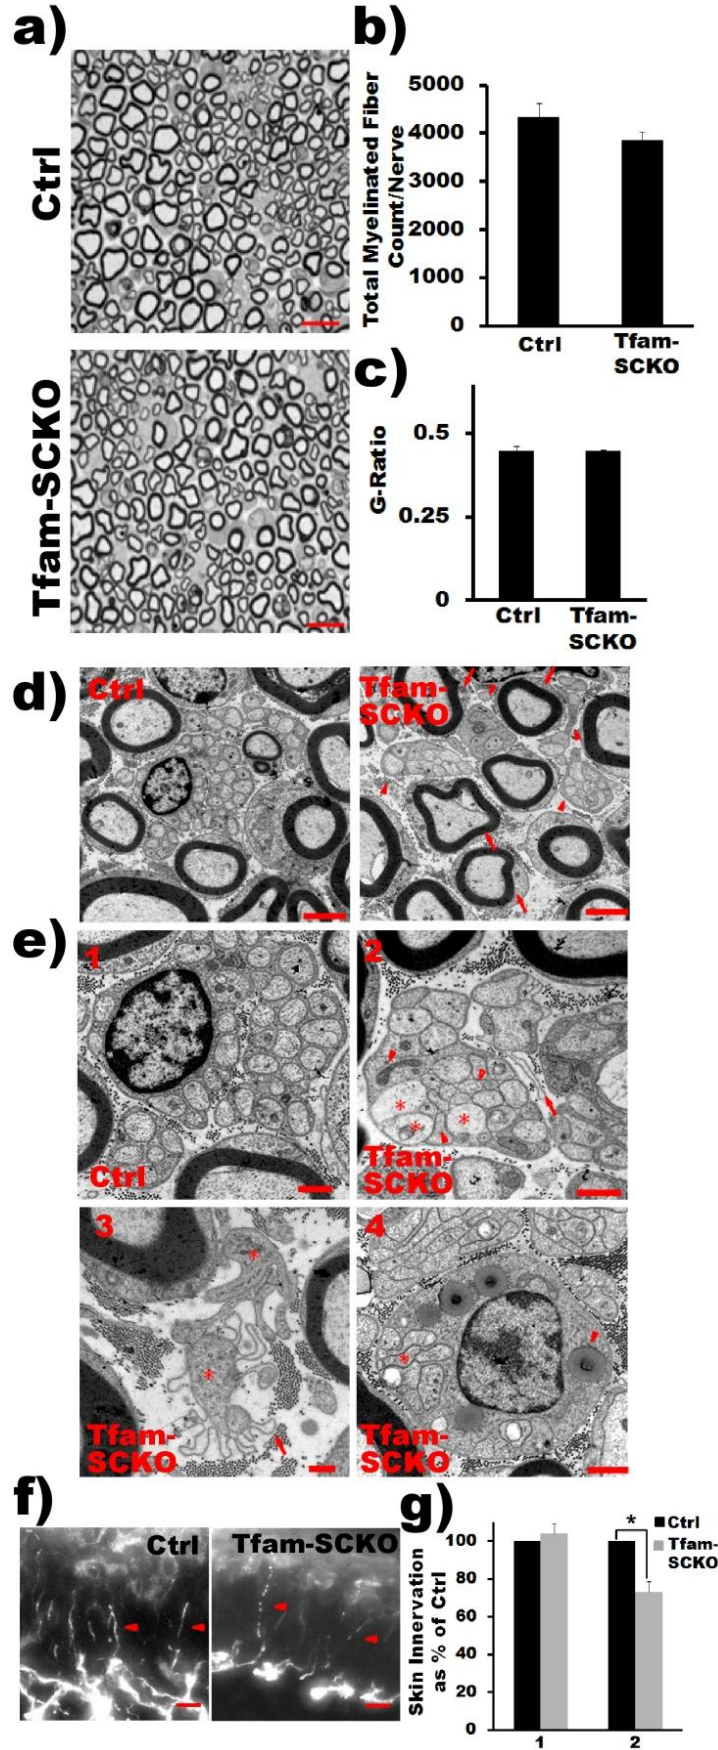 a)
Ctrl
Tfam-SCKO
b)
Total Myelinated Fiber
Count/Nerve
5000
4000
3000
2000
1000
0
Ctrl
Tfam-
SCKO
c)
G-Ratio
0.5
0.25
0
Ctrl
Tfam-
SCKO
d)
Ctrl
Tfam-
SCKO
e)
1
Ctrl
2
*
*
*
Tfam-
SCKO
3
*
*
Tfam-
SCKO
4
*
Tfam-
SCKO
f)
Ctrl
Tfam-SCKO
g)
Skin Innervation
as % of Ctrl
100
80
60
40
20
0
1
2
*
Ctrl
Tfam-
SCKO